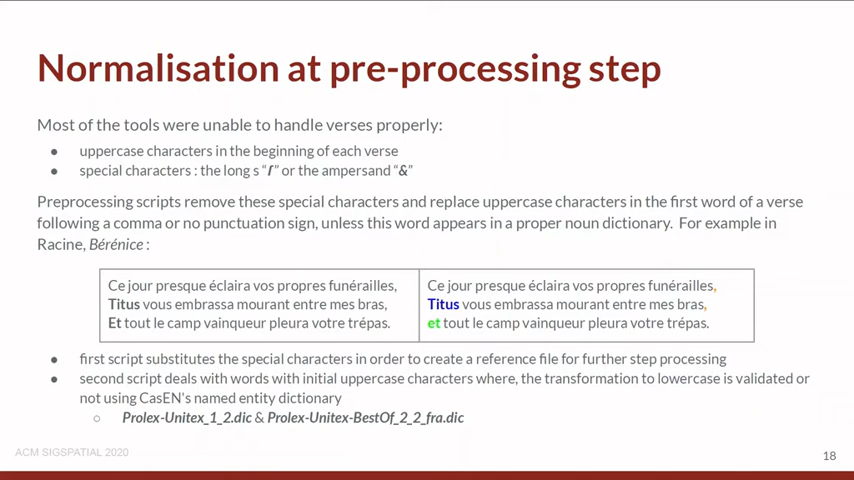 Normalisation at pre-processing step
Most of the tools were unable to handle verses properly:
● uppercase characters in the beginning of each verse
● special characters : the long s “ſ” or the ampersand “&”
Preprocessing scripts remove these special characters and replace uppercase characters in the first word of a verse
following a comma or no punctuation sign, unless this word appears in a proper noun dictionary. For example in
Racine, Bérénice :
Ce jour presque éclaira vos propres funérailles,
Titus vous embrassa mourant entre mes bras,
Et tout le camp vainqueur pleura votre trépas.
Ce jour presque éclaira vos propres funérailles,
Titus vous embrassa mourant entre mes bras,
et tout le camp vainqueur pleura votre trépas.
● first script substitutes the special characters in order to create a reference file for further step processing
● second script deals with words with initial uppercase characters where, the transformation to lowercase is validated or
not using CasEN's named entity dictionary
○ Prolex-Unitex_1_2.dic & Prolex-Unitex-BestOf_2_2_fra.dic
ACM SIGSPATIAL 2020
18